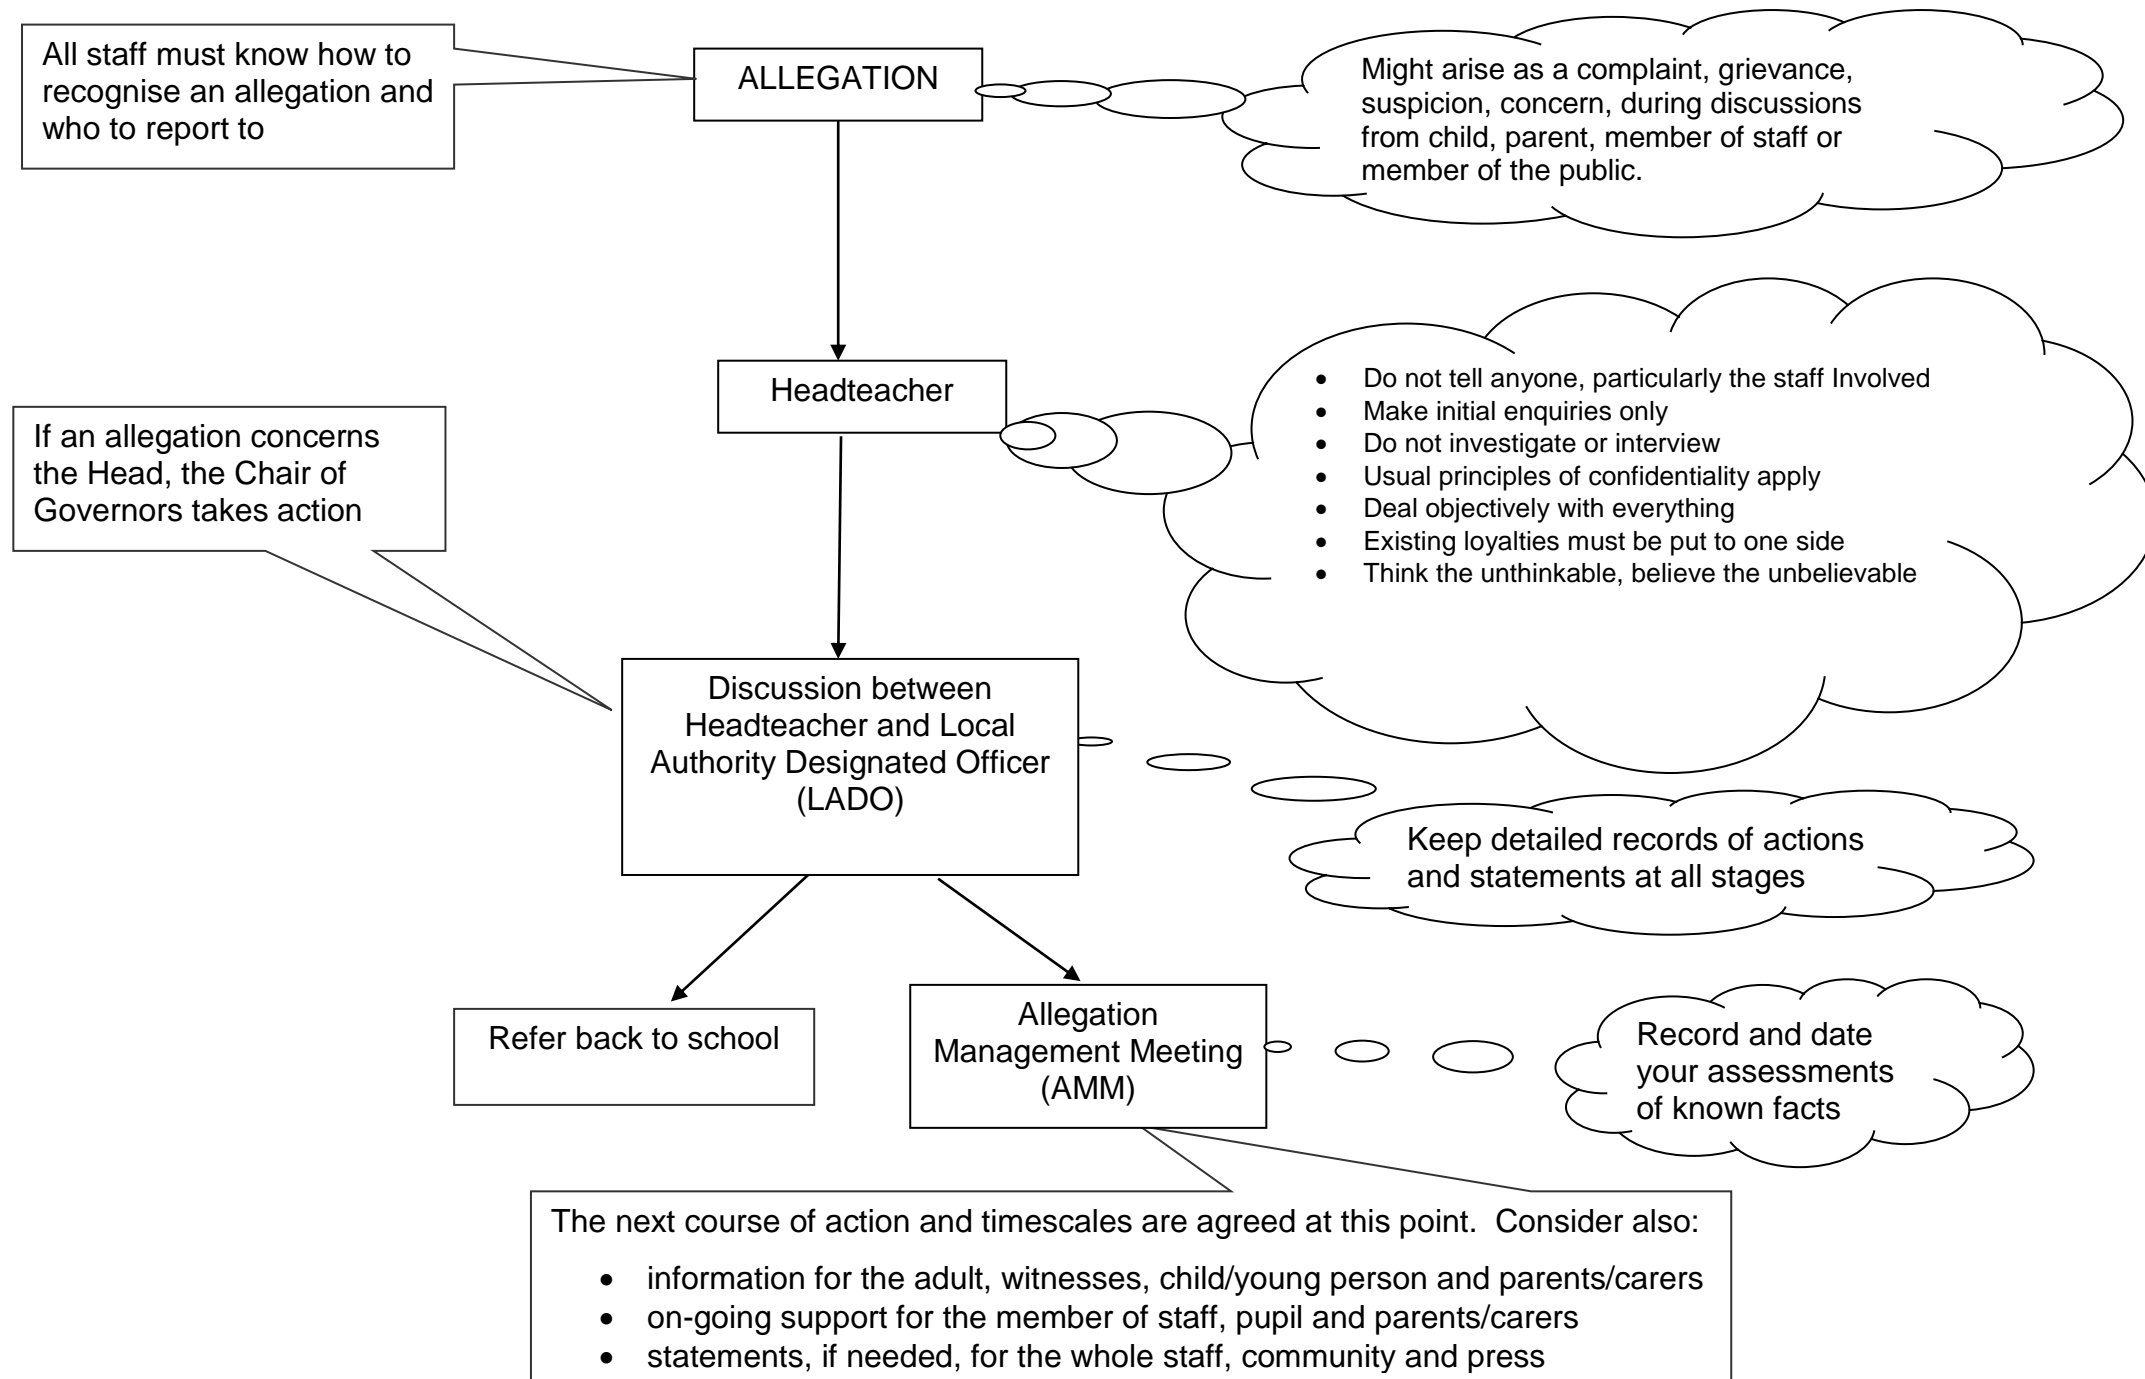 All staff must know how to
recognise an allegation and
who to report to
ALLEGATION
Might arise as a complaint, grievance,
suspicion, concern, during discussions
from child, parent, member of staff or
member of the public.
Headteacher
• Do not tell anyone, particularly the staff Involved
• Make initial enquiries only
• Do not investigate or interview
• Usual principles of confidentiality apply
• Deal objectively with everything
• Existing loyalties must be put to one side
• Think the unthinkable, believe the unbelievable
If an allegation concerns
the Head, the Chair of
Governors takes action
Discussion between
Headteacher and Local
Authority Designated Officer
(LADO)
Keep detailed records of actions
and statements at all stages
Refer back to school
Allegation
Management Meeting
(AMM)
Record and date
your assessments
of known facts
The next course of action and timescales are agreed at this point.  Consider also:
• information for the adult, witnesses, child/young person and parents/carers
• on-going support for the member of staff, pupil and parents/carers
• statements, if needed, for the whole staff, community and press